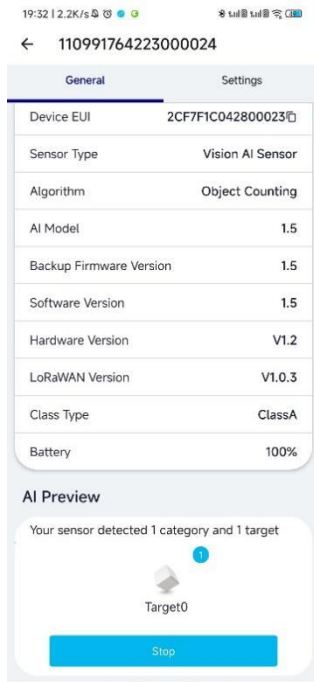 19:32 | 2.2K/s
110991764223000024
General Settings
Device EUI 2CF7F1C042800023
Sensor Type Vision AI Sensor
Algorithm Object Counting
AI Model 1.5
Backup Firmware Version 1.5
Software Version 1.5
Hardware Version V1.2
LoRaWAN Version V1.0.3
Class Type ClassA
Battery 100%
AI Preview
Your sensor detected 1 category and 1 target
1
Target0
Stop